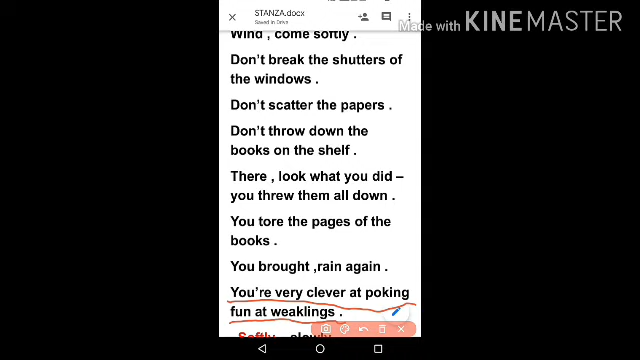 STANZA.docx
Saved in Drive
Made with KINEMASTER
Wind , come softly .
Don't break the shutters of
the windows .
Don't scatter the papers .
Don't throw down the
books on the shelf .
There , look what you did –
you threw them all down .
You tore the pages of the
books .
You brought ,rain again .
You're very clever at poking
fun at weaklings .
Softly – slowly